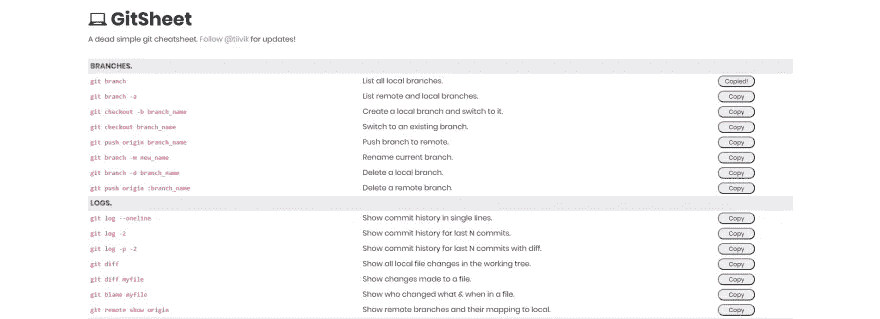 GitSheet
A dead simple git cheatsheet. Follow @tiivik for updates!
BRANCHES.
git branch List all local branches. Copied!
git branch -a List remote and local branches. Copy
git checkout -b branch_name Create a local branch and switch to it. Copy
git checkout branch_name Switch to an existing branch. Copy
git push origin branch_name Push branch to remote. Copy
git branch -m new_name Rename current branch. Copy
git branch -d branch_name Delete a local branch. Copy
git push origin :branch_name Delete a remote branch. Copy
LOGS.
git log --oneline Show commit history in single lines. Copy
git log -2 Show commit history for last N commits. Copy
git log -p -2 Show commit history for last N commits with diff. Copy
git diff Show all local file changes in the working tree. Copy
git diff myfile Show changes made to a file. Copy
git blame myfile Show who changed what & when in a file. Copy
git remote show origin Show remote branches and their mapping to local. Copy